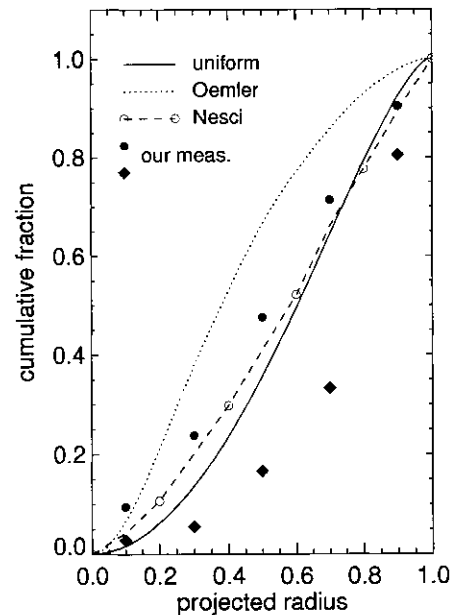 1.0
0.8
0.6
0.4
0.2
0.0
cumulative fraction
uniform
Oemler
Nesci
our meas.
0.0 0.2 0.4 0.6 0.8 1.0
projected radius